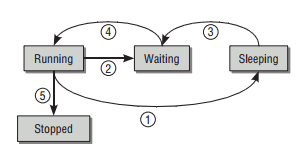 ④ ③
Running Waiting Sleeping
②
⑤
①
Stopped